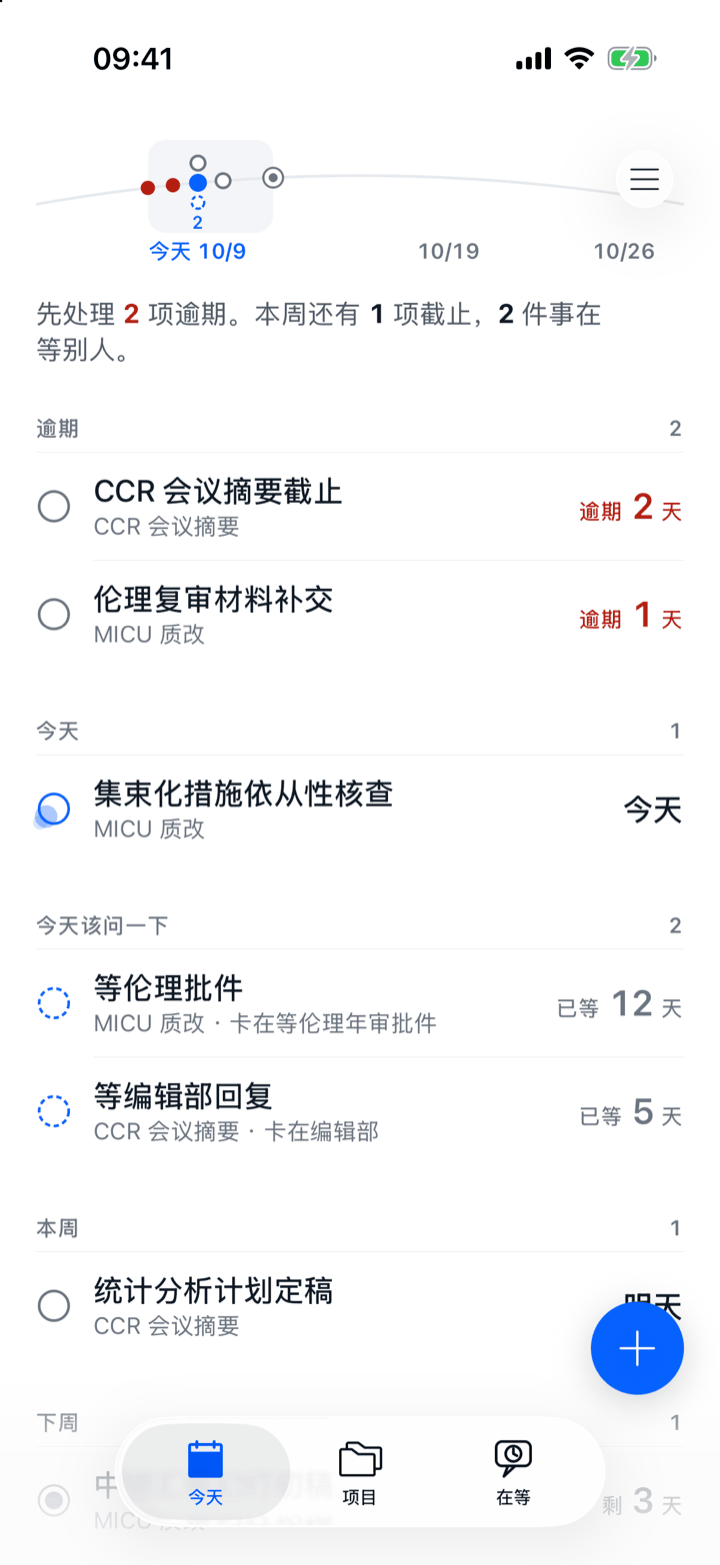 09:41
2
今天 10/9
10/19
10/26
先处理 2 项逾期。本周还有 1 项截止，2 件事在
等别人。
逾期 2
CCR 会议摘要截止
CCR 会议摘要
逾期 2 天
伦理复审材料补交
MICU 质改
逾期 1 天
今天 1
集束化措施依从性核查
MICU 质改
今天
今天该问一下 2
等伦理批件
MICU 质改 · 卡在等伦理年审批件
已等 12 天
等编辑部回复
CCR 会议摘要 · 卡在编辑部
已等 5 天
本周 1
统计分析计划定稿
CCR 会议摘要
明天
下周 1
中
MICU
剩 3 天
今天
项目
在等